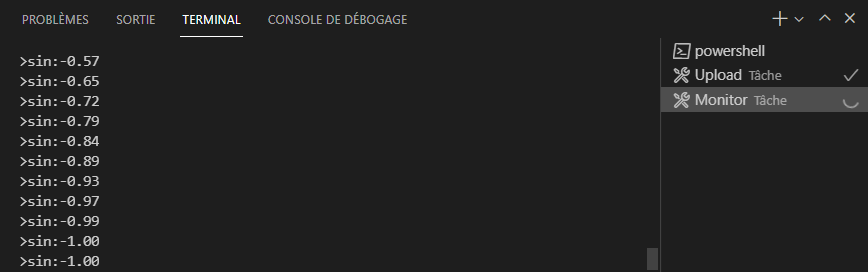 PROBLÈMES SORTIE TERMINAL CONSOLE DE DÉBOGAGE
>sin:-0.57
>sin:-0.65
>sin:-0.72
>sin:-0.79
>sin:-0.84
>sin:-0.89
>sin:-0.93
>sin:-0.97
>sin:-0.99
>sin:-1.00
>sin:-1.00
powershell
Upload Tâche
Monitor Tâche